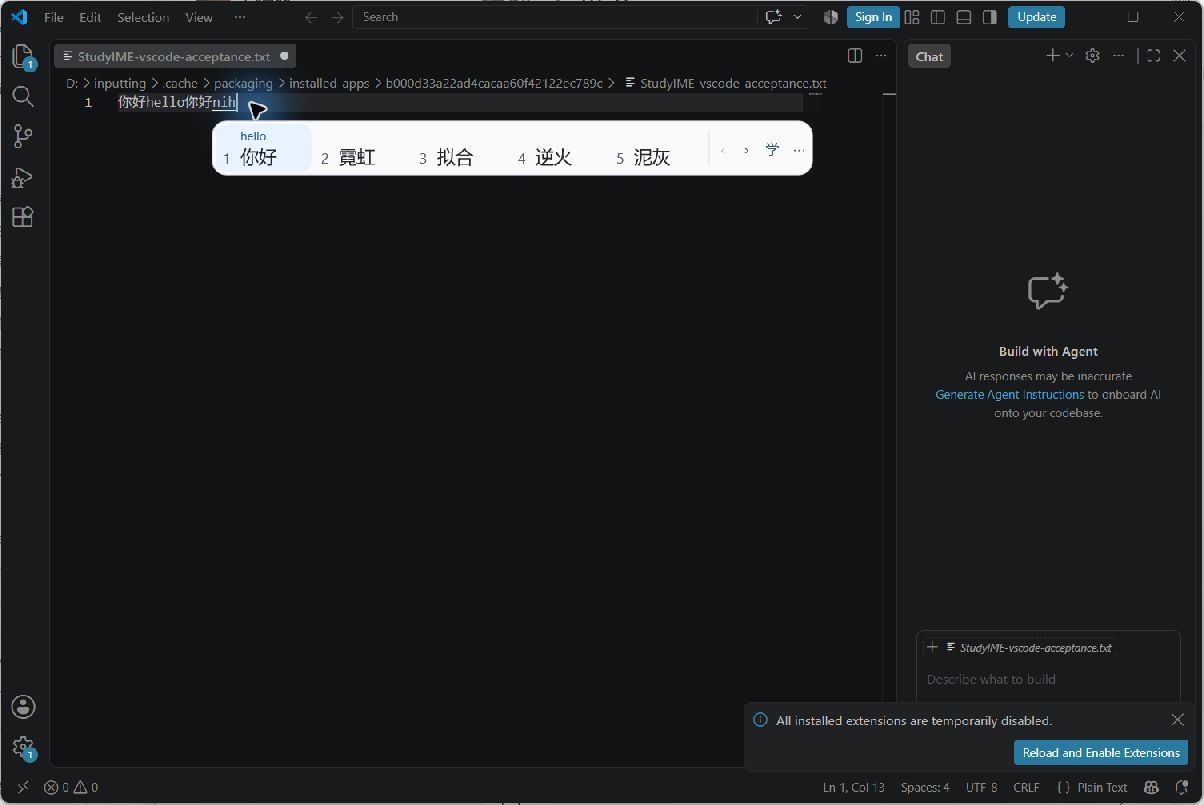 File Edit Selection View ··· Search Sign In Update
1
StudyIME-vscode-acceptance.txt
Chat
D: > inputting > .cache > packaging > installed_apps > b000d33a22ad4cacaa60f42122ec789c > StudyIME-vscode-acceptance.txt
1 你好hello你好nih
hello
1 你好 2 霓虹 3 拟合 4 逆火 5 泥灰 学 ···
Build with Agent
AI responses may be inaccurate
Generate Agent Instructions to onboard AI
onto your codebase.
StudyIME-vscode-acceptance.txt
Describe what to build
All installed extensions are temporarily disabled.
Reload and Enable Extensions
1
0 0 Ln 1, Col 13 Spaces: 4 UTF-8 CRLF {} Plain Text